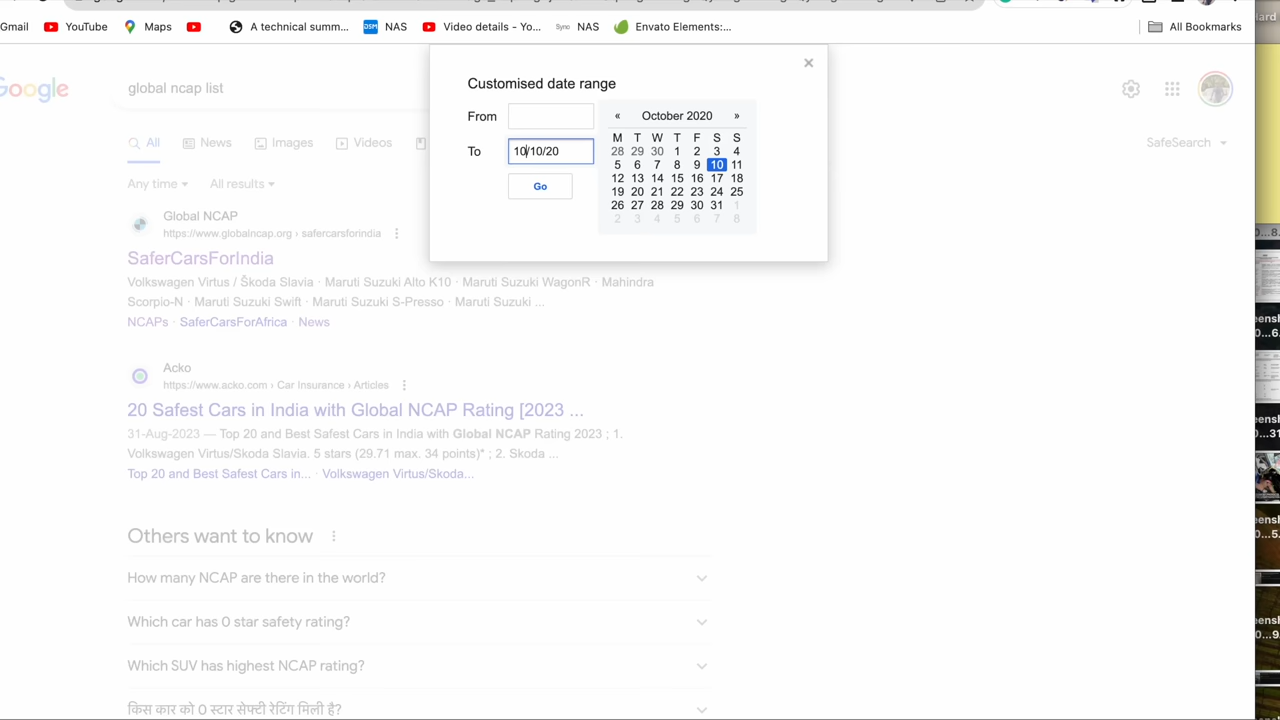 Gmail YouTube Maps A technical summ... NAS Video details - Yo... Sync NAS Envato Elements:... All Bookmarks
Google
global ncap list
All News Images Videos
SafeSearch
Any time All results
Customised date range
From
To 10/10/20
Go
« October 2020 »
M T W T F S S
28 29 30 1 2 3 4
5 6 7 8 9 10 11
12 13 14 15 16 17 18
19 20 21 22 23 24 25
26 27 28 29 30 31 1
2 3 4 5 6 7 8
Global NCAP
https://www.globalncap.org › safercarsforindia
SaferCarsForIndia
Volkswagen Virtus / Škoda Slavia · Maruti Suzuki Alto K10 · Maruti Suzuki WagonR · Mahindra
Scorpio-N · Maruti Suzuki Swift · Maruti Suzuki S-Presso · Maruti Suzuki ...
NCAPs · SaferCarsForAfrica · News
Acko
https://www.acko.com › Car Insurance › Articles
20 Safest Cars in India with Global NCAP Rating [2023 ...
31-Aug-2023 — Top 20 and Best Safest Cars in India with Global NCAP Rating 2023 ; 1.
Volkswagen Virtus/Skoda Slavia. 5 stars (29.71 max. 34 points)* ; 2. Skoda ...
Top 20 and Best Safest Cars in... · Volkswagen Virtus/Skoda...
Others want to know
How many NCAP are there in the world?
Which car has 0 star safety rating?
Which SUV has highest NCAP rating?
किस कार को 0 स्टार सेफ्टी रेटिंग मिली है?